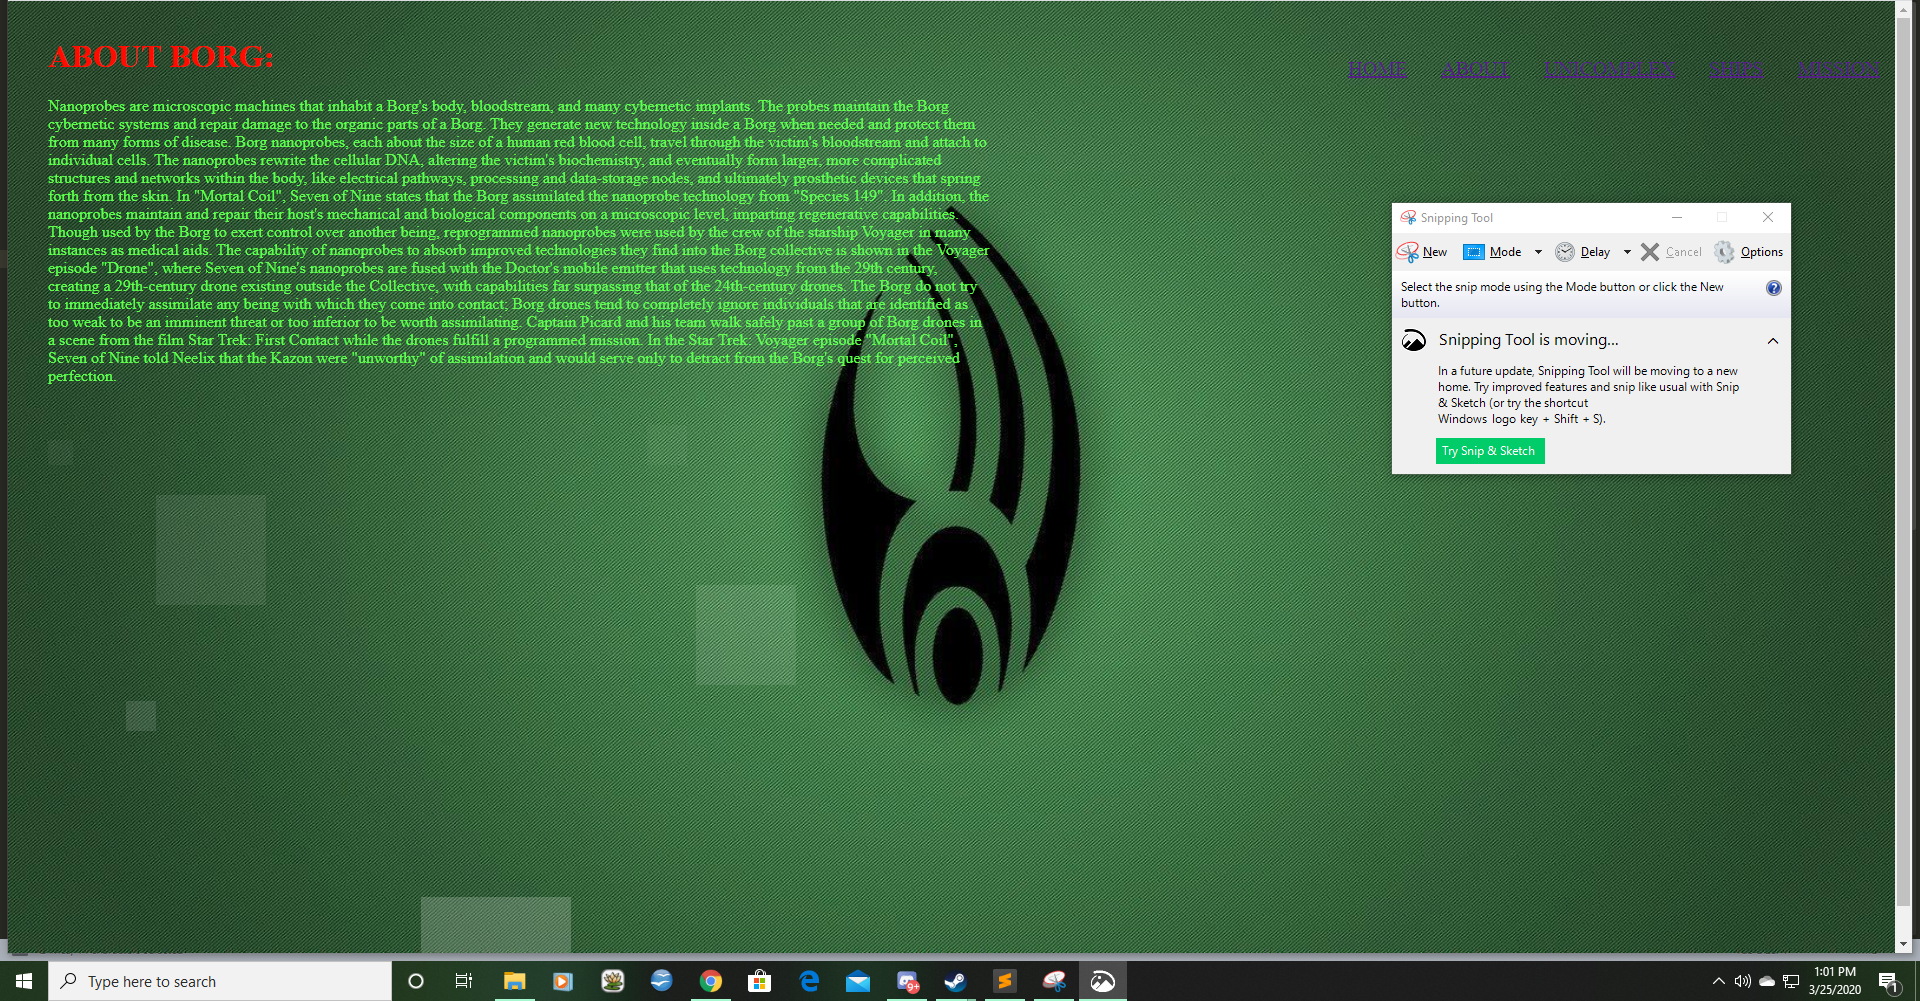 ABOUT BORG:
HOME ABOUT UNICOMPLEX SHIPS MISSION
Nanoprobes are microscopic machines that inhabit a Borg's body, bloodstream, and many cybernetic implants. The probes maintain the Borg
cybernetic systems and repair damage to the organic parts of a Borg. They generate new technology inside a Borg when needed and protect them
from many forms of disease. Borg nanoprobes, each about the size of a human red blood cell, travel through the victim's bloodstream and attach to
individual cells. The nanoprobes rewrite the cellular DNA, altering the victim's biochemistry, and eventually form larger, more complicated
structures and networks within the body, like electrical pathways, processing and data-storage nodes, and ultimately prosthetic devices that spring
forth from the skin. In "Mortal Coil", Seven of Nine states that the Borg assimilated the nanoprobe technology from "Species 149". In addition, the
nanoprobes maintain and repair their host's mechanical and biological components on a microscopic level, imparting regenerative capabilities.
Though used by the Borg to exert control over another being, reprogrammed nanoprobes were used by the crew of the starship Voyager in many
instances as medical aids. The capability of nanoprobes to absorb improved technologies they find into the Borg collective is shown in the Voyager
episode "Drone", where Seven of Nine's nanoprobes are fused with the Doctor's mobile emitter that uses technology from the 29th century,
creating a 29th-century drone existing outside the Collective, with capabilities far surpassing that of the 24th-century drones. The Borg do not try
to immediately assimilate any being with which they come into contact; Borg drones tend to completely ignore individuals that are identified as
too weak to be an imminent threat or too inferior to be worth assimilating. Captain Picard and his team walk safely past a group of Borg drones in
a scene from the film Star Trek: First Contact while the drones fulfill a programmed mission. In the Star Trek: Voyager episode "Mortal Coil",
Seven of Nine told Neelix that the Kazon were "unworthy" of assimilation and would serve only to detract from the Borg's quest for perceived
perfection.
Snipping Tool
New Mode Delay Cancel Options
Select the snip mode using the Mode button or click the New
button.
Snipping Tool is moving...
In a future update, Snipping Tool will be moving to a new
home. Try improved features and snip like usual with Snip
& Sketch (or try the shortcut
Windows logo key + Shift + S).
Try Snip & Sketch
Type here to search
9+
1:01 PM
3/25/2020
1